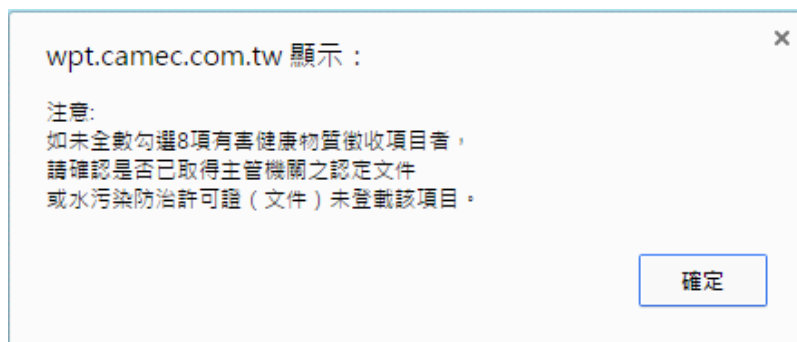 wpt.camec.com.tw 顯示：
注意:
如未全數勾選8項有害健康物質徵收項目者，
請確認是否已取得主管機關之認定文件
或水污染防治許可證（文件）未登載該項目。
確定